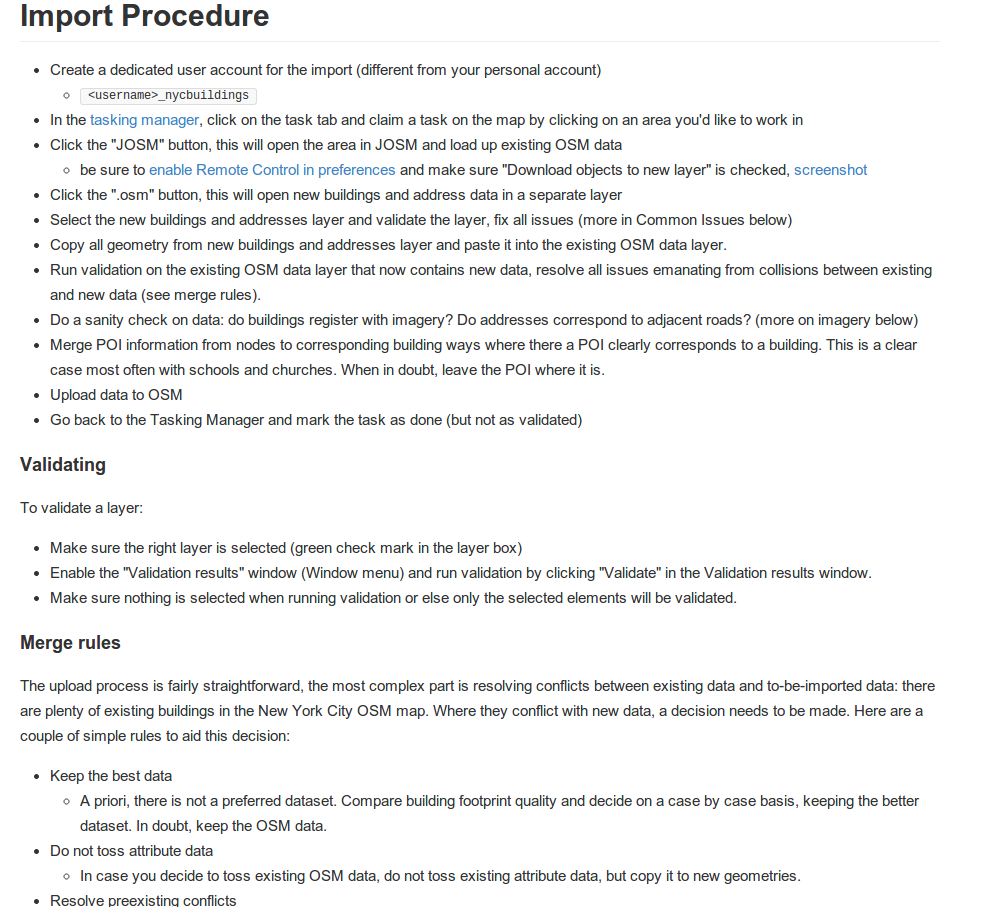 Import Procedure
Create a dedicated user account for the import (different from your personal account)
<username>_nycbuildings
In the tasking manager, click on the task tab and claim a task on the map by clicking on an area you'd like to work in
Click the "JOSM" button, this will open the area in JOSM and load up existing OSM data
be sure to enable Remote Control in preferences and make sure "Download objects to new layer" is checked, screenshot
Click the ".osm" button, this will open new buildings and address data in a separate layer
Select the new buildings and addresses layer and validate the layer, fix all issues (more in Common Issues below)
Copy all geometry from new buildings and addresses layer and paste it into the existing OSM data layer.
Run validation on the existing OSM data layer that now contains new data, resolve all issues emanating from collisions between existing
and new data (see merge rules).
Do a sanity check on data: do buildings register with imagery? Do addresses correspond to adjacent roads? (more on imagery below)
Merge POI information from nodes to corresponding building ways where there a POI clearly corresponds to a building. This is a clear
case most often with schools and churches. When in doubt, leave the POI where it is.
Upload data to OSM
Go back to the Tasking Manager and mark the task as done (but not as validated)
Validating
To validate a layer:
Make sure the right layer is selected (green check mark in the layer box)
Enable the "Validation results" window (Window menu) and run validation by clicking "Validate" in the Validation results window.
Make sure nothing is selected when running validation or else only the selected elements will be validated.
Merge rules
The upload process is fairly straightforward, the most complex part is resolving conflicts between existing data and to-be-imported data: there
are plenty of existing buildings in the New York City OSM map. Where they conflict with new data, a decision needs to be made. Here are a
couple of simple rules to aid this decision:
Keep the best data
A priori, there is not a preferred dataset. Compare building footprint quality and decide on a case by case basis, keeping the better
dataset. In doubt, keep the OSM data.
Do not toss attribute data
In case you decide to toss existing OSM data, do not toss existing attribute data, but copy it to new geometries.
Resolve preexisting conflicts